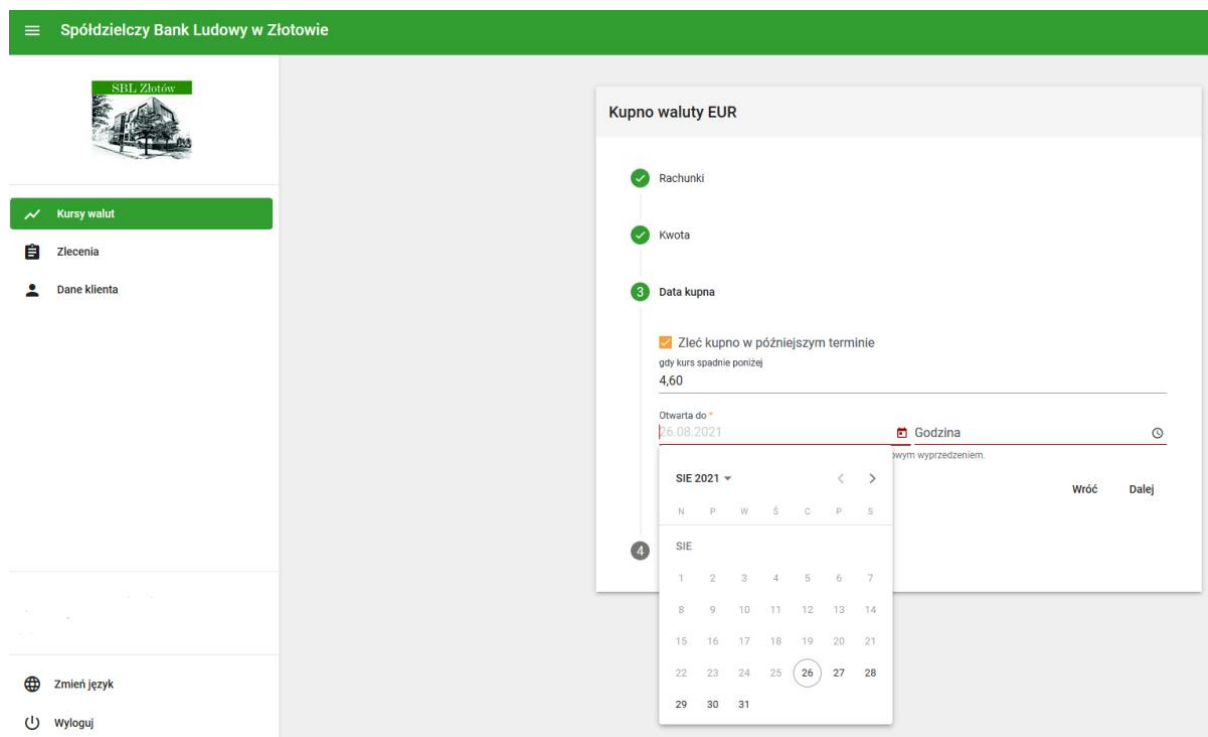 Spółdzielczy Bank Ludowy w Złotowie
SBL Złotów
Kursy walut
Zlecenia
Dane klienta
Zmień język
Wyloguj
Kupno waluty EUR
Rachunki
Kwota
3 Data kupna
Zleć kupno w późniejszym terminie
gdy kurs spadnie poniżej
4,60
Otwarta do *
26.08.2021 Godzina
wyprzedzeniem.
Wróć Dalej
4
SIE 2021
N P W Ś C P S
SIE
1 2 3 4 5 6 7
8 9 10 11 12 13 14
15 16 17 18 19 20 21
22 23 24 25 26 27 28
29 30 31